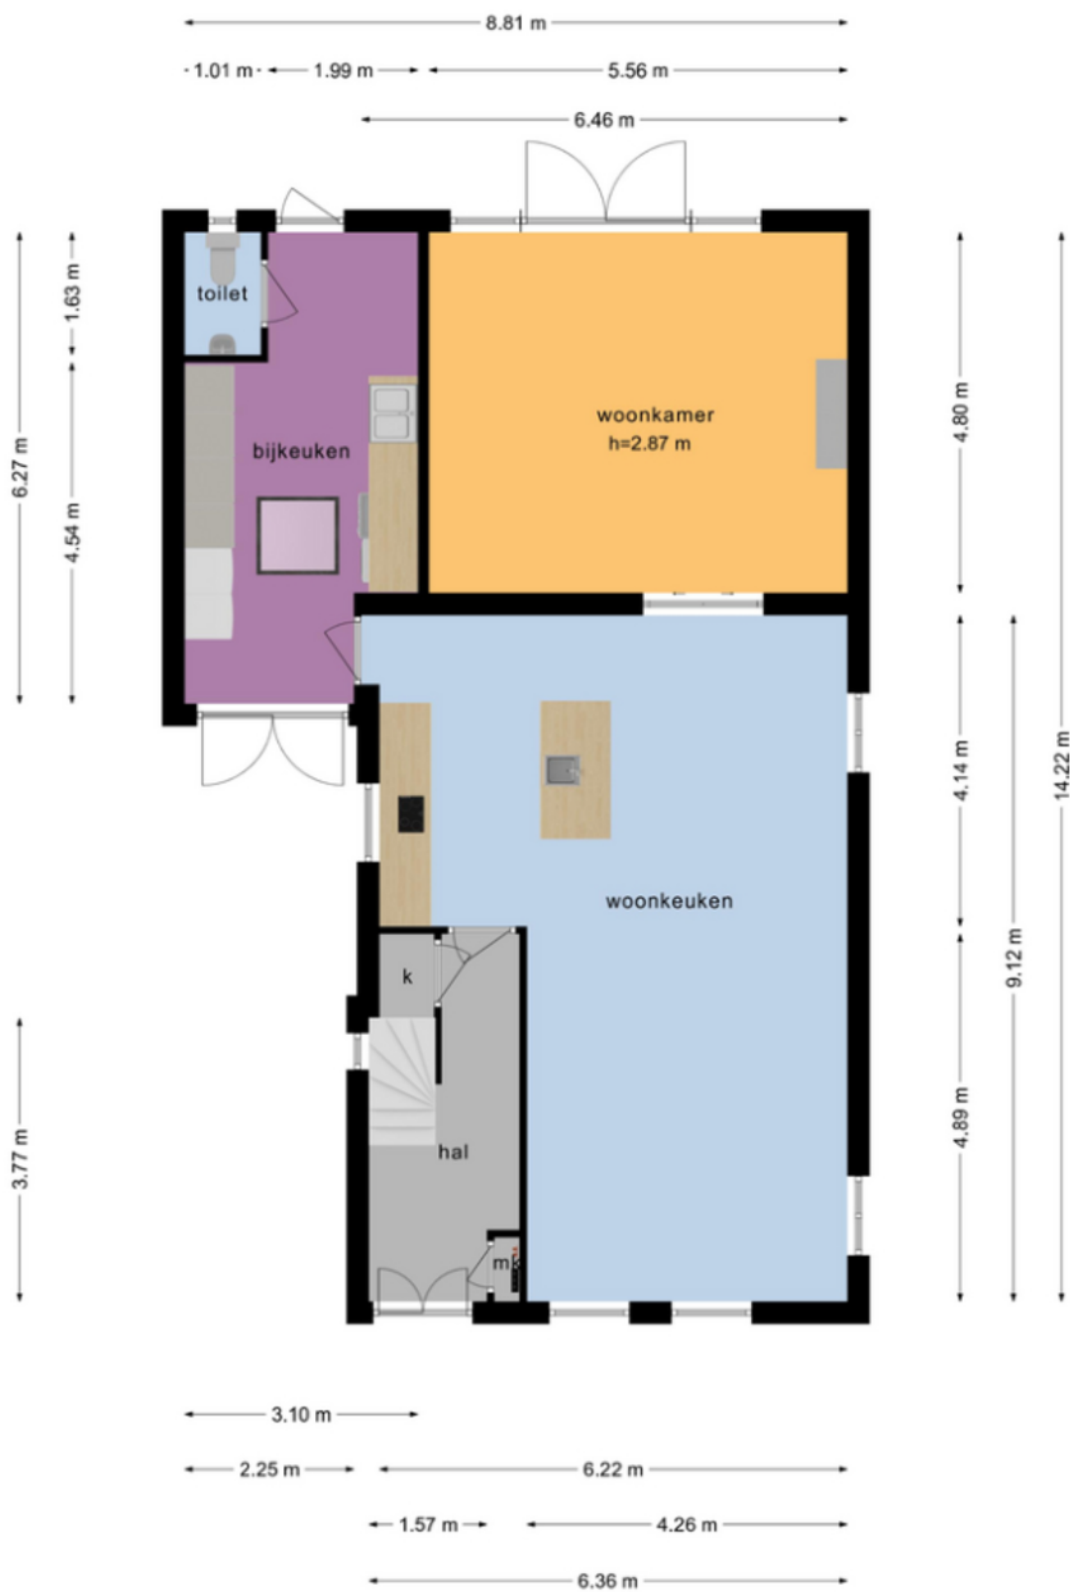 8.81 m
1.01 m
1.99 m
5.56 m
6.46 m
toilet
bijkeuken
woonkamer
h=2.87 m
1.63 m
4.54 m
6.27 m
4.80 m
4.14 m
14.22 m
woonkeuken
9.12 m
4.89 m
k
hal
m
3.77 m
3.10 m
2.25 m
6.22 m
1.57 m
4.26 m
6.36 m